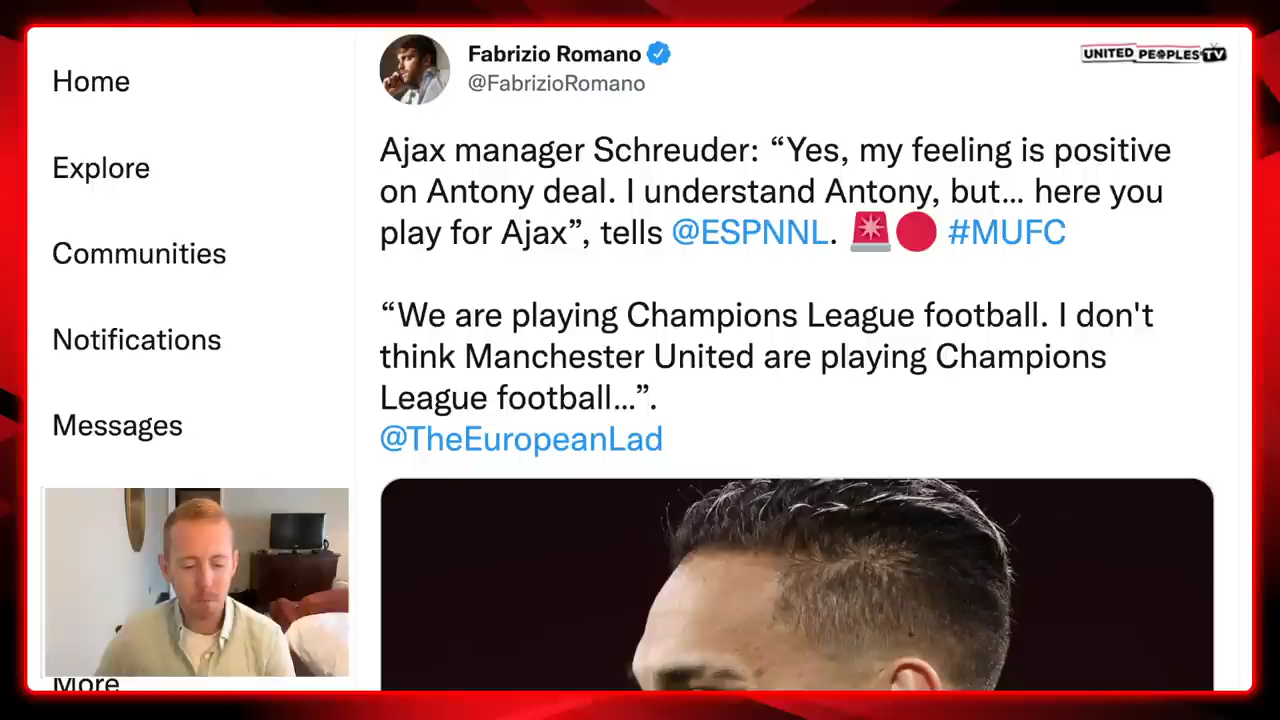 Home
Explore
Communities
Notifications
Messages
More
Fabrizio Romano
@FabrizioRomano
UNITED PEOPLES TV
Ajax manager Schreuder: “Yes, my feeling is positive
on Antony deal. I understand Antony, but... here you
play for Ajax”, tells @ESPNNL. 🚨🔴 #MUFC
“We are playing Champions League football. I don't
think Manchester United are playing Champions
League football...”.
@TheEuropeanLad